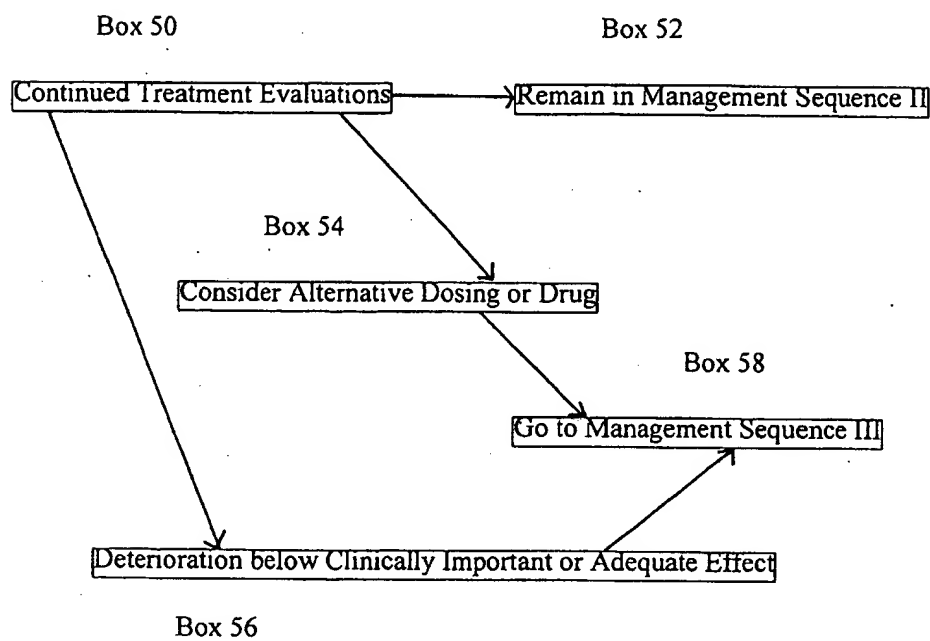 Box 50
Box 52
Continued Treatment Evaluations
Remain in Management Sequence II
Box 54
Consider Alternative Dosing or Drug
Box 58
Go to Management Sequence III
Deterioration below Clinically Important or Adequate Effect
Box 56